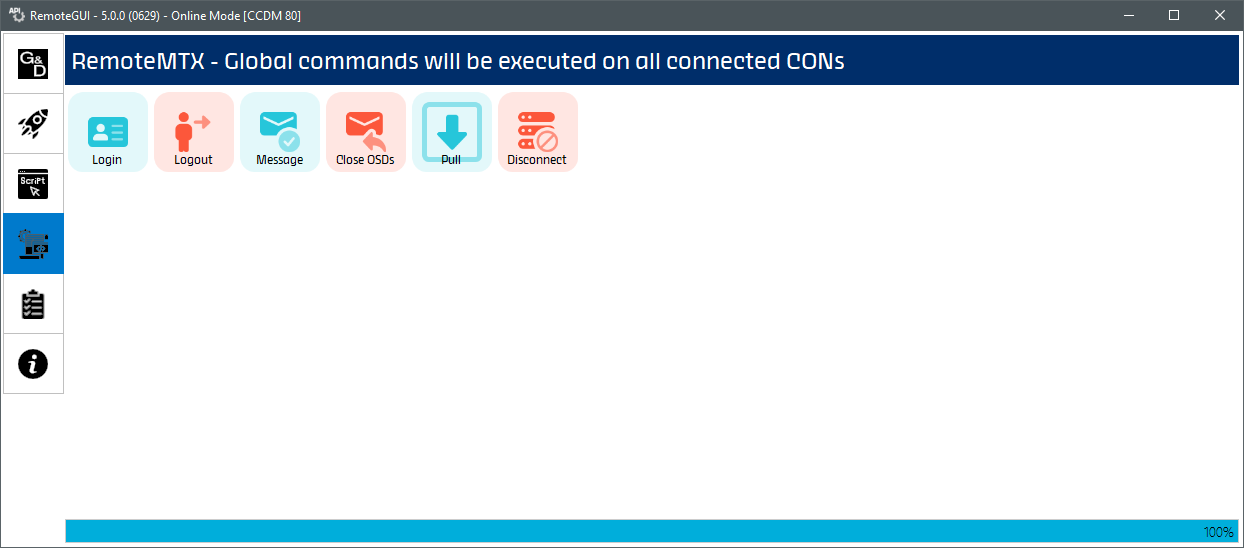 API
RemoteGUI - 5.0.0 (0629) - Online Mode [CCDM 80]
G&D
RemoteMTX - Global commands will be executed on all connected CONs
Login
Logout
Message
Close OSDs
Pull
Disconnect
Script
100%